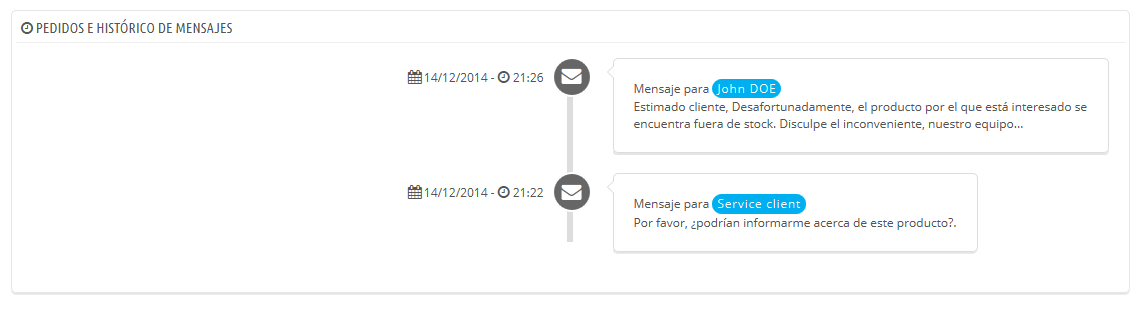 PEDIDOS E HISTÓRICO DE MENSAJES
14/12/2014 - 21:26
Mensaje para John DOE
Estimado cliente, Desafortunadamente, el producto por el que está interesado se
encuentra fuera de stock. Disculpe el inconveniente, nuestro equipo...
14/12/2014 - 21:22
Mensaje para Service client
Por favor, ¿podrían informarme acerca de este producto?.